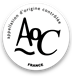 appellation d'origine contrôlée
AOC
FRANCE